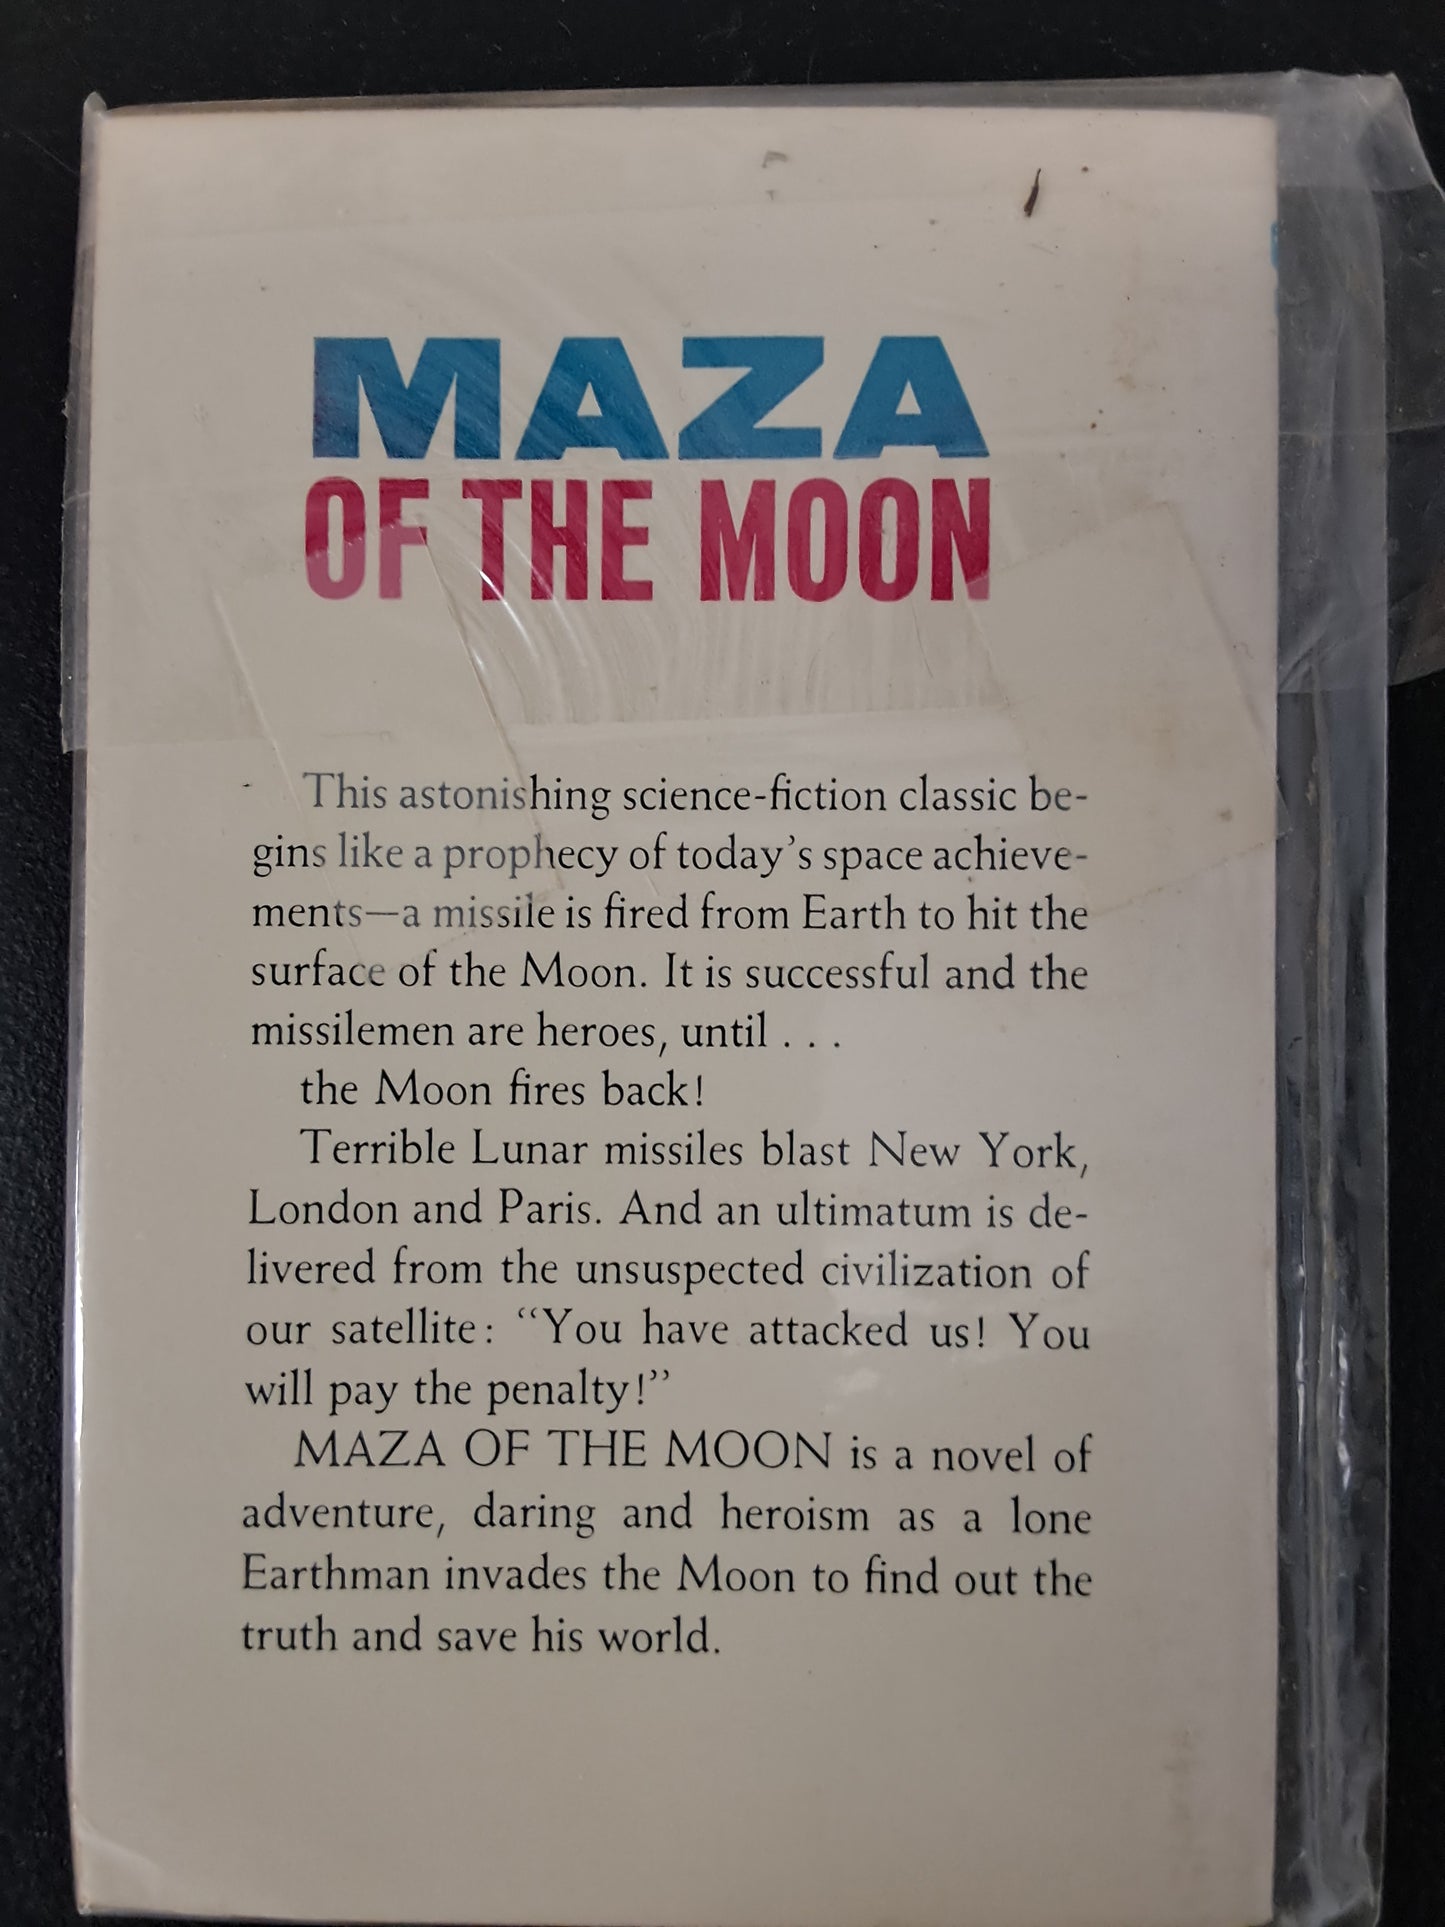 MAZA
OF THE MOON
This astonishing science-fiction classic be-
gins like a prophecy of today's space achieve-
ments—a missile is fired from Earth to hit the
surface of the Moon. It is successful and the
missilemen are heroes, until . . .
the Moon fires back!
Terrible Lunar missiles blast New York,
London and Paris. And an ultimatum is de-
livered from the unsuspected civilization of
our satellite: “You have attacked us! You
will pay the penalty!”
MAZA OF THE MOON is a novel of
adventure, daring and heroism as a lone
Earthman invades the Moon to find out the
truth and save his world.